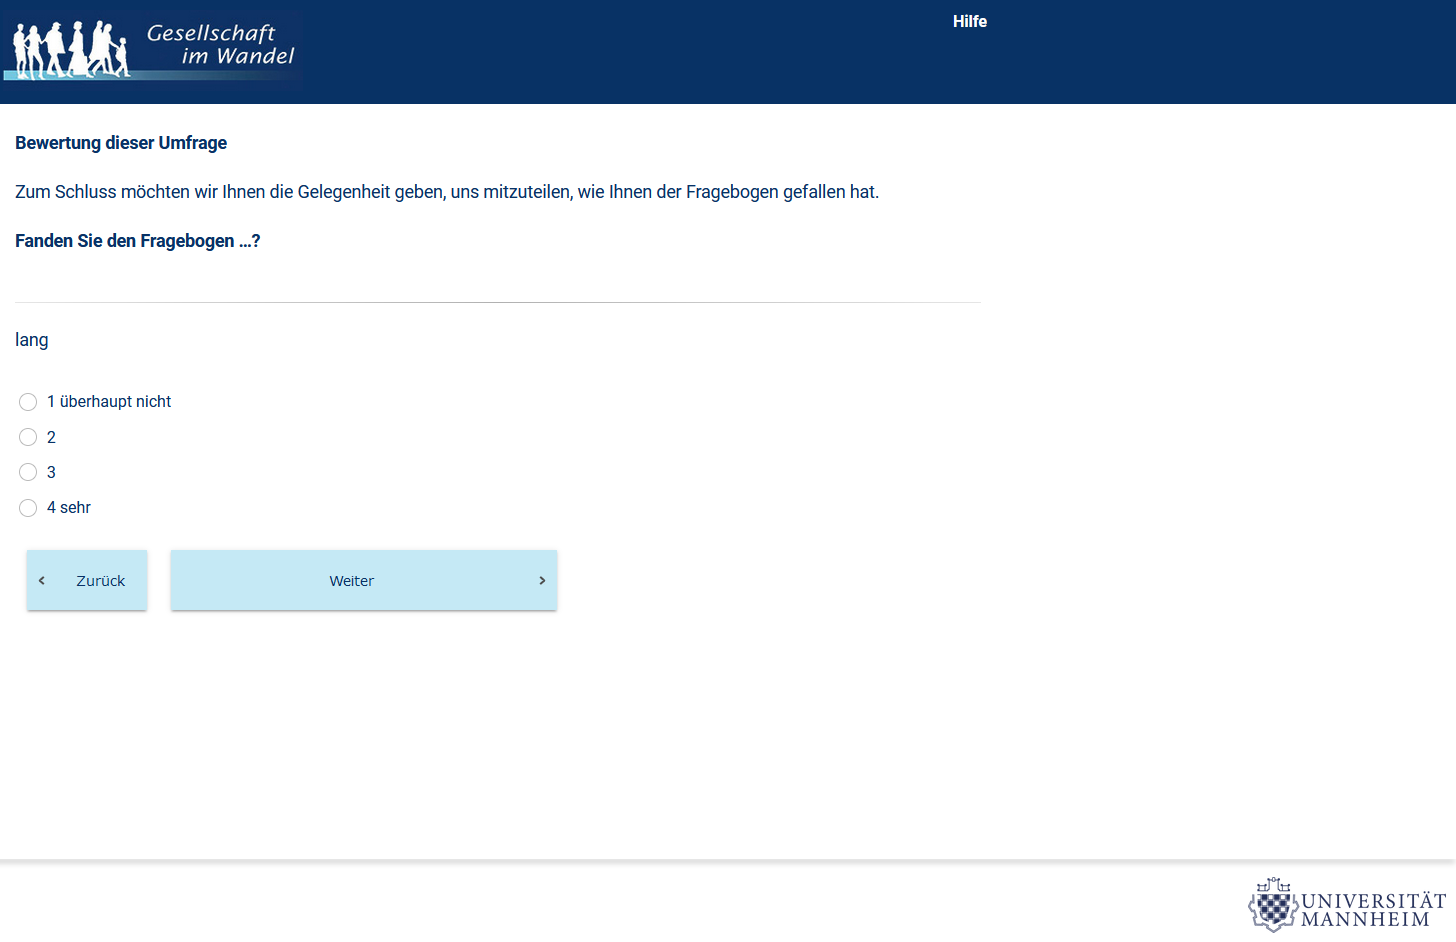 Gesellschaft
im Wandel
Hilfe
Bewertung dieser Umfrage
Zum Schluss möchten wir Ihnen die Gelegenheit geben, uns mitzuteilen, wie Ihnen der Fragebogen gefallen hat.
Fanden Sie den Fragebogen ...?
lang
1 überhaupt nicht
2
3
4 sehr
Zurück
Weiter
UNIVERSITÄT
MANNHEIM